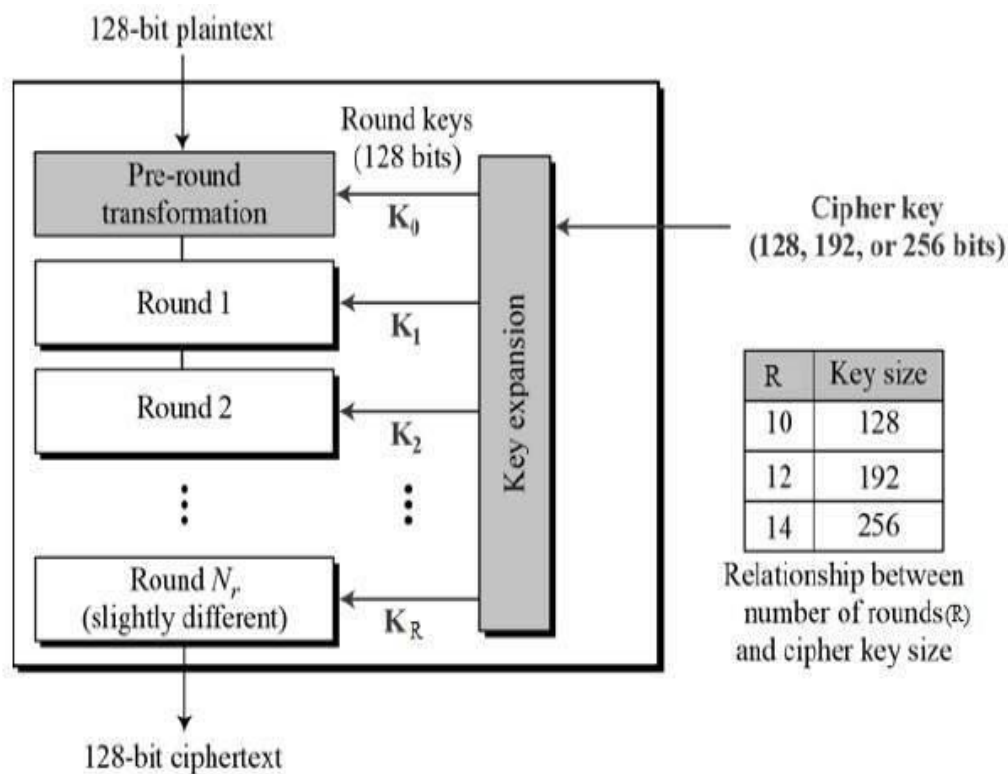 128-bit plaintext
Round keys
(128 bits)
Pre-round
transformation
K0
Cipher key
(128, 192, or 256 bits)
Round 1
K1
Key expansion
Round 2
K2
R Key size
10 128
12 192
14 256
Relationship between
number of rounds(R)
and cipher key size
Round Nr
(slightly different)
KR
128-bit ciphertext